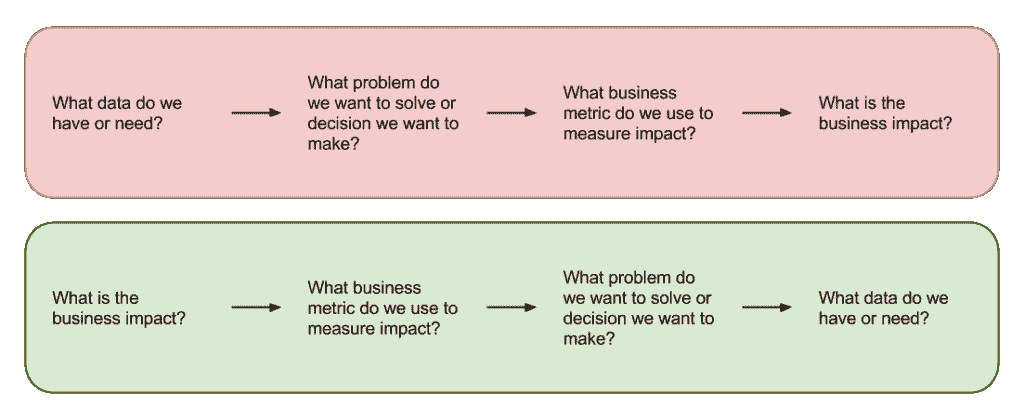 What data do we
have or need?
What problem do
we want to solve or
decision we want to
make?
What business
metric do we use to
measure impact?
What is the
business impact?
What is the
business impact?
What business
metric do we use to
measure impact?
What problem do
we want to solve or
decision we want to
make?
What data do we
have or need?